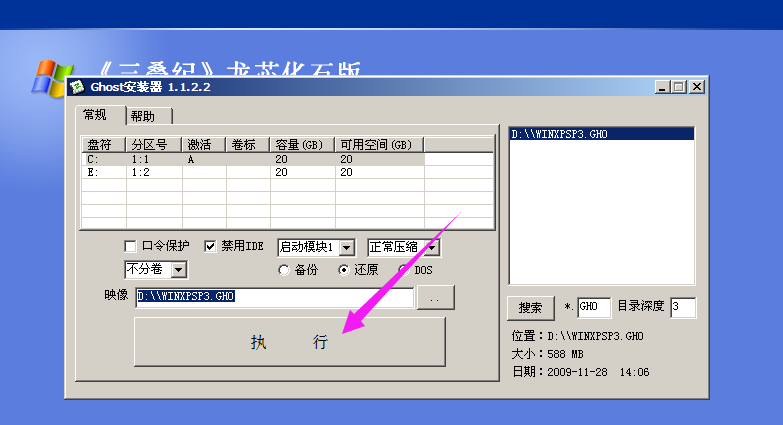 《三叠纪》龙芯化石版
Ghost安装器 1.1.2.2
常规 帮助
盘符 分区号 激活 卷标 容量(GB) 可用空间(GB)
C: 1:1 A 20 20
E: 1:2 20 20
口令保护 禁用IDE 启动模块1 正常压缩
不分卷 备份 还原 DOS
映像 D:\\WINXPSP3.GHO ..
执 行
D:\\WINXPSP3.GHO
搜索 *. GHO 目录深度 3
位置：D:\\WINXPSP3.GHO
大小：588 MB
日期：2009-11-28 14:06